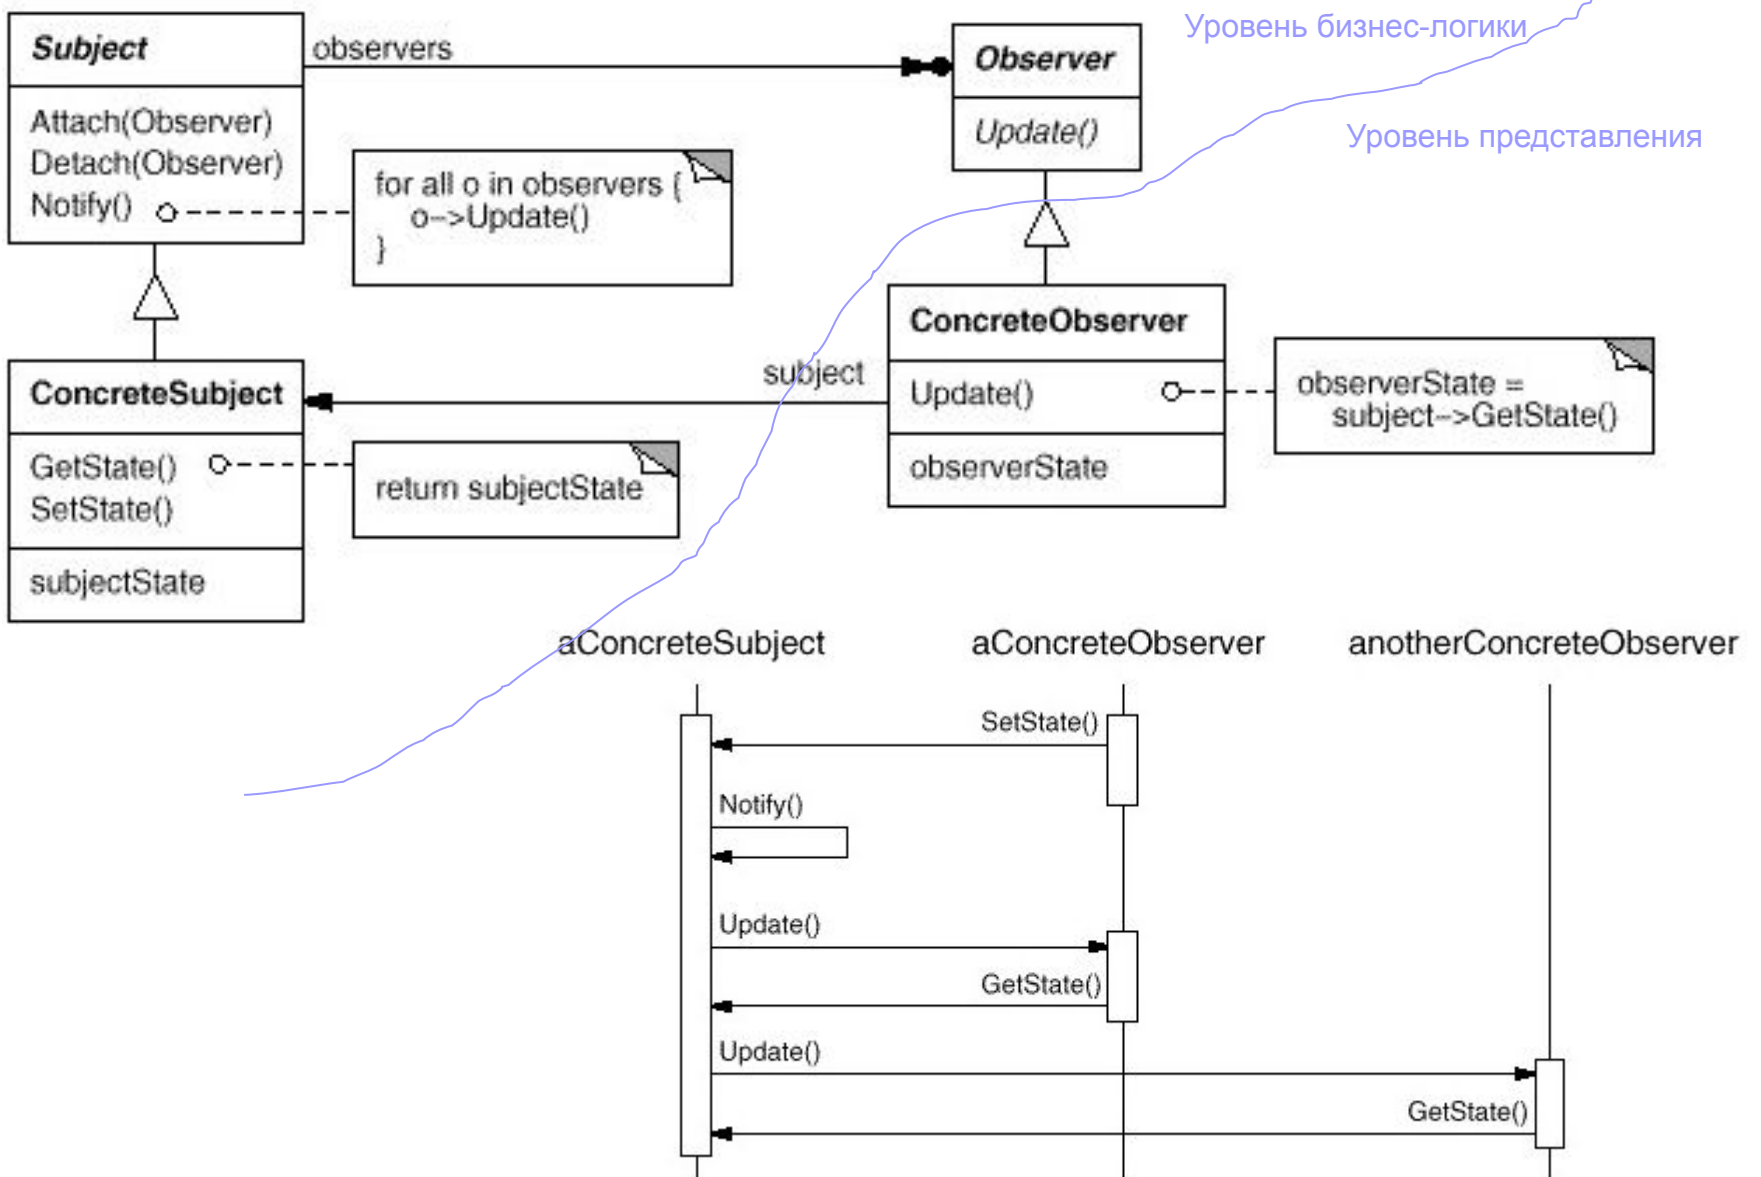 Subject
Attach(Observer)
Detach(Observer)
Notify()
observers
for all o in observers {
o–>Update()
}
Observer
Update()
Уровень бизнес-логики
Уровень представления
ConcreteSubject
GetState()
SetState()
subjectState
return subjectState
subject
ConcreteObserver
Update()
observerState
observerState =
subject–>GetState()
aConcreteSubject
aConcreteObserver
anotherConcreteObserver
SetState()
Notify()
Update()
GetState()
Update()
GetState()